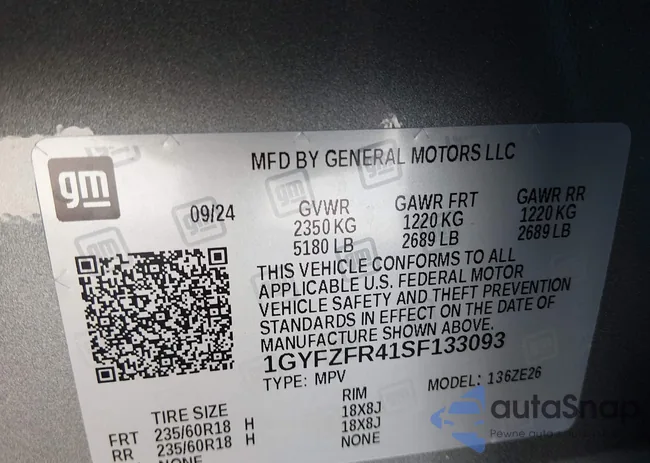 gm
MFD BY GENERAL MOTORS LLC
09/24
GVWR GAWR FRT GAWR RR
2350 KG 1220 KG 1220 KG
5180 LB 2689 LB 2689 LB
THIS VEHICLE CONFORMS TO ALL
APPLICABLE U.S. FEDERAL MOTOR
VEHICLE SAFETY AND THEFT PREVENTION
STANDARDS IN EFFECT ON THE DATE OF
MANUFACTURE SHOWN ABOVE.
1GYFZFR41SF133093
TYPE: MPV MODEL: 136ZE26
TIRE SIZE RIM
FRT 235/60R18 H 18X8J
RR 235/60R18 H 18X8J
NONE NONE
autoSnap
Pewne auto